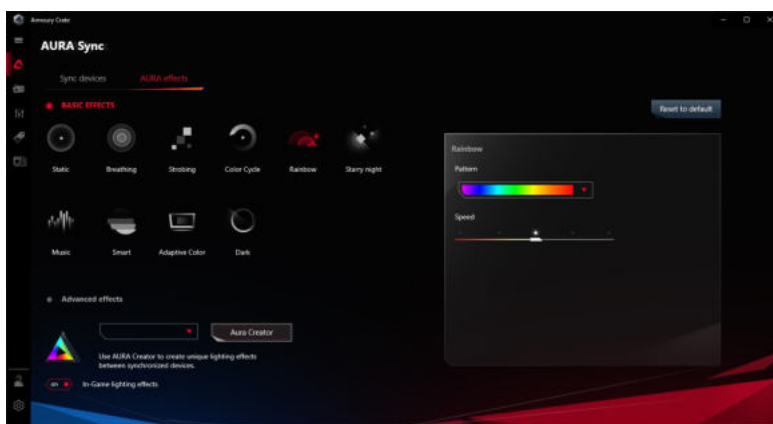 Armoury Crate
AURA Sync
Sync devices
AURA effects
BASIC EFFECTS
Reset to default
Static
Breathing
Strobing
Color Cycle
Rainbow
Starry night
Rainbow
Pattern
Speed
Music
Smart
Adaptive Color
Dark
Advanced effects
Aura Creator
Use AURA Creator to create unique lighting effects
between synchronized devices.
ON
In-Game lighting effects